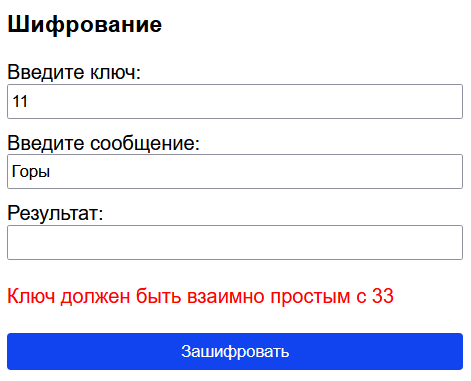 Шифрование
Введите ключ:
11
Введите сообщение:
Горы
Результат:
Ключ должен быть взаимно простым с 33
Зашифровать